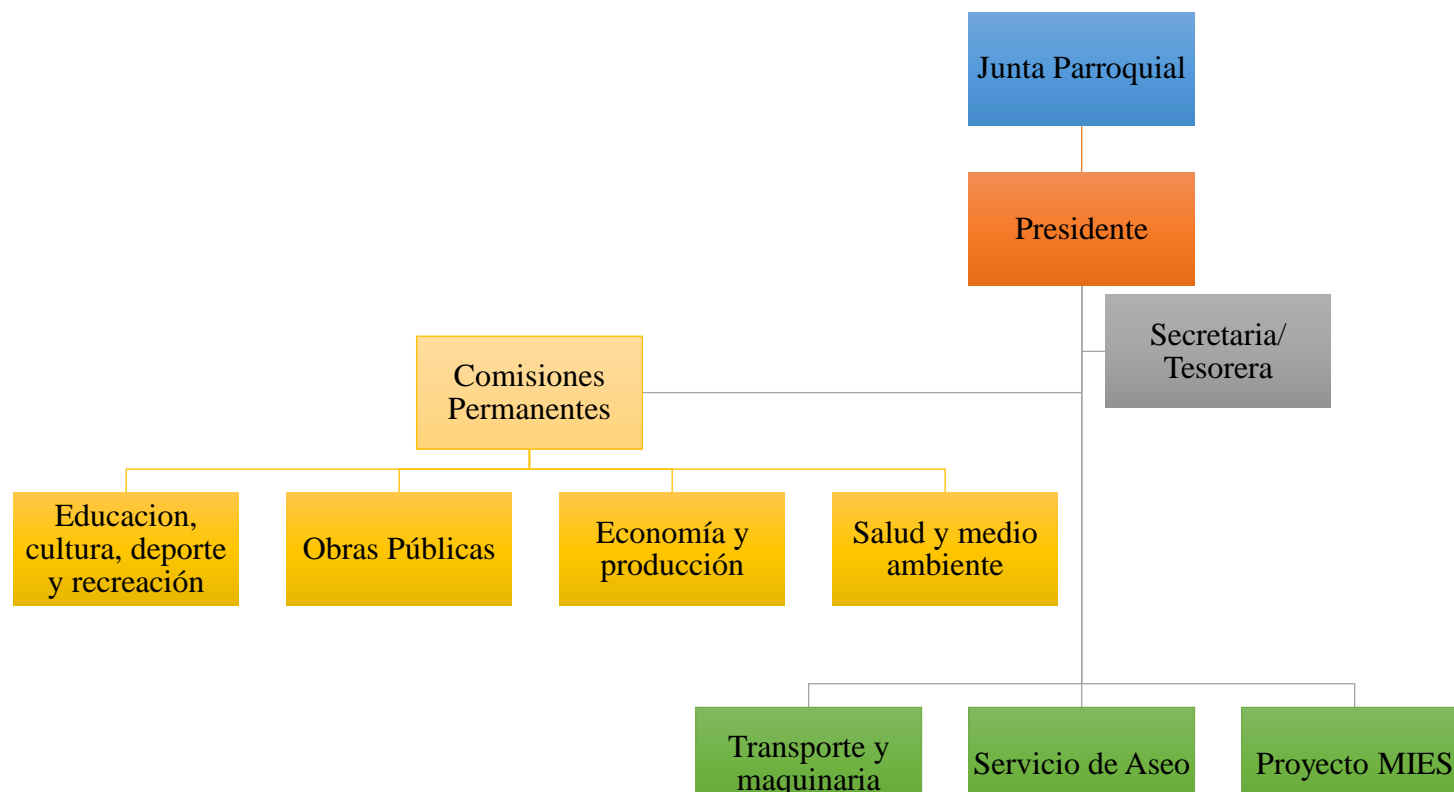 Junta Parroquial
Presidente
Secretaria/
Tesorera
Comisiones
Permanentes
Educacion,
cultura, deporte
y recreación
Obras Públicas
Economía y
producción
Salud y medio
ambiente
Transporte y
maquinaria
Servicio de Aseo
Proyecto MIES